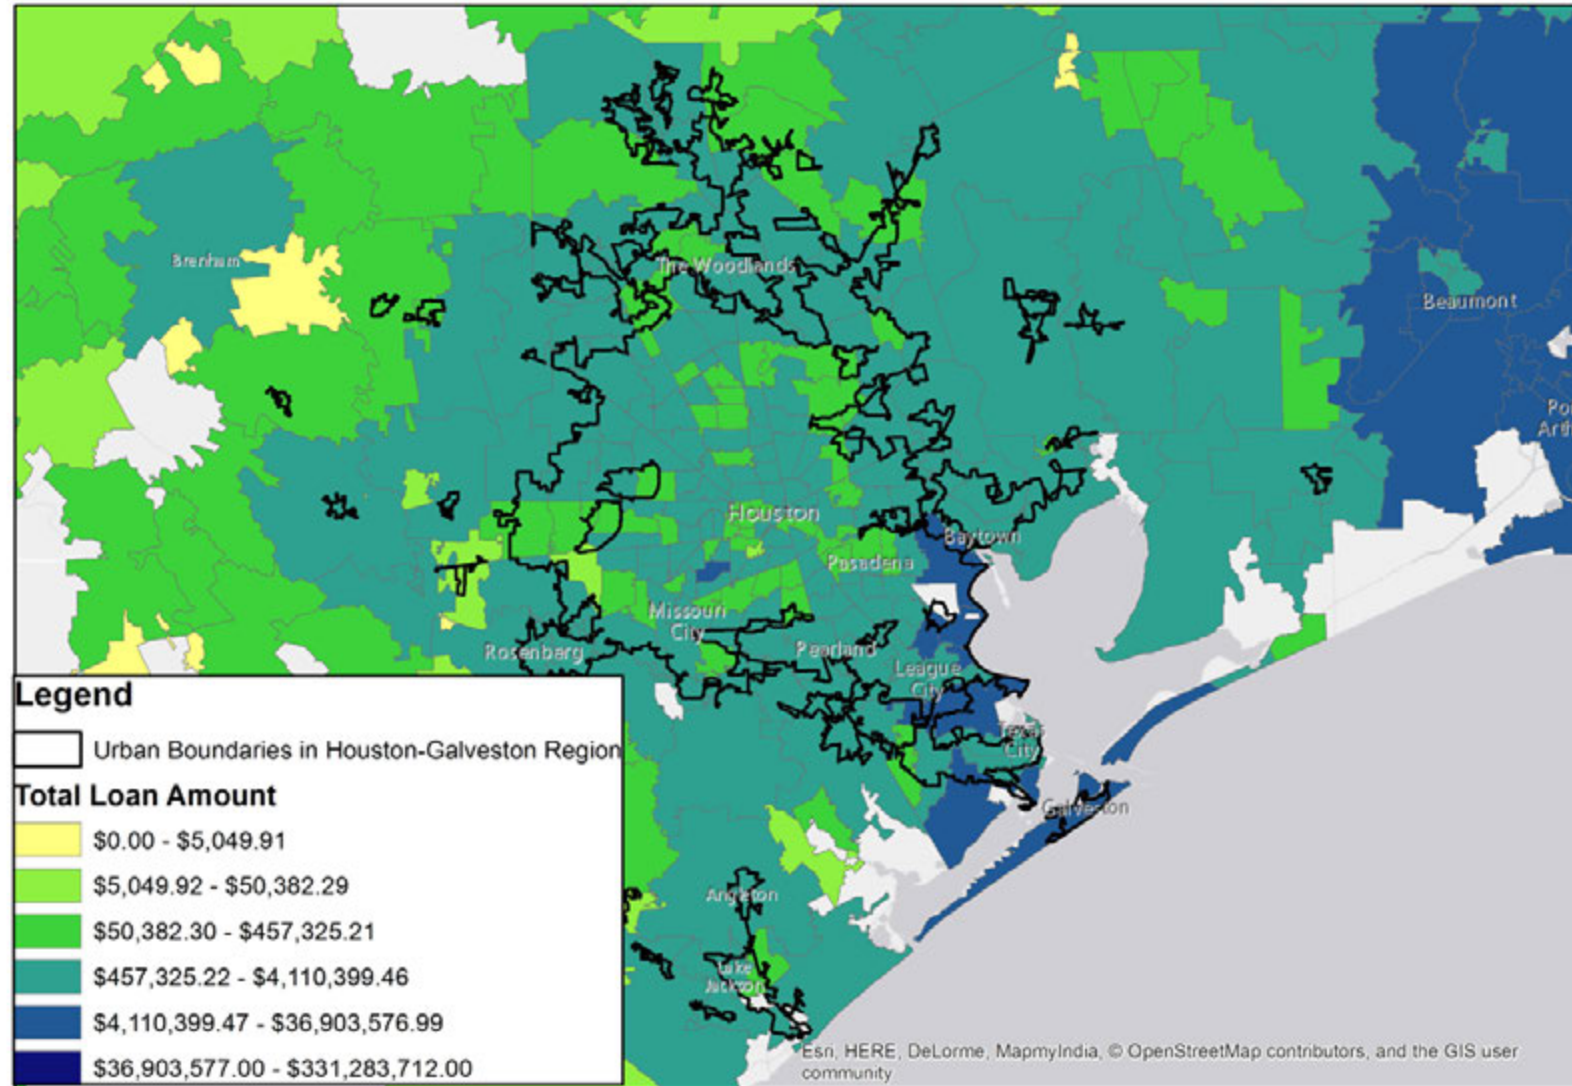 Brenham
The Woodlands
Beaumont
Port
Arth
Houston
Baytown
Pasadena
Missouri
City
Rosenberg
Pearland
League
City
Texas
City
Galveston
Angleton
Lake
Jackson
Legend
Urban Boundaries in Houston-Galveston Region
Total Loan Amount
$0.00 - $5,049.91
$5,049.92 - $50,382.29
$50,382.30 - $457,325.21
$457,325.22 - $4,110,399.46
$4,110,399.47 - $36,903,576.99
$36,903,577.00 - $331,283,712.00
Esri, HERE, DeLorme, MapmyIndia, © OpenStreetMap contributors, and the GIS user
community